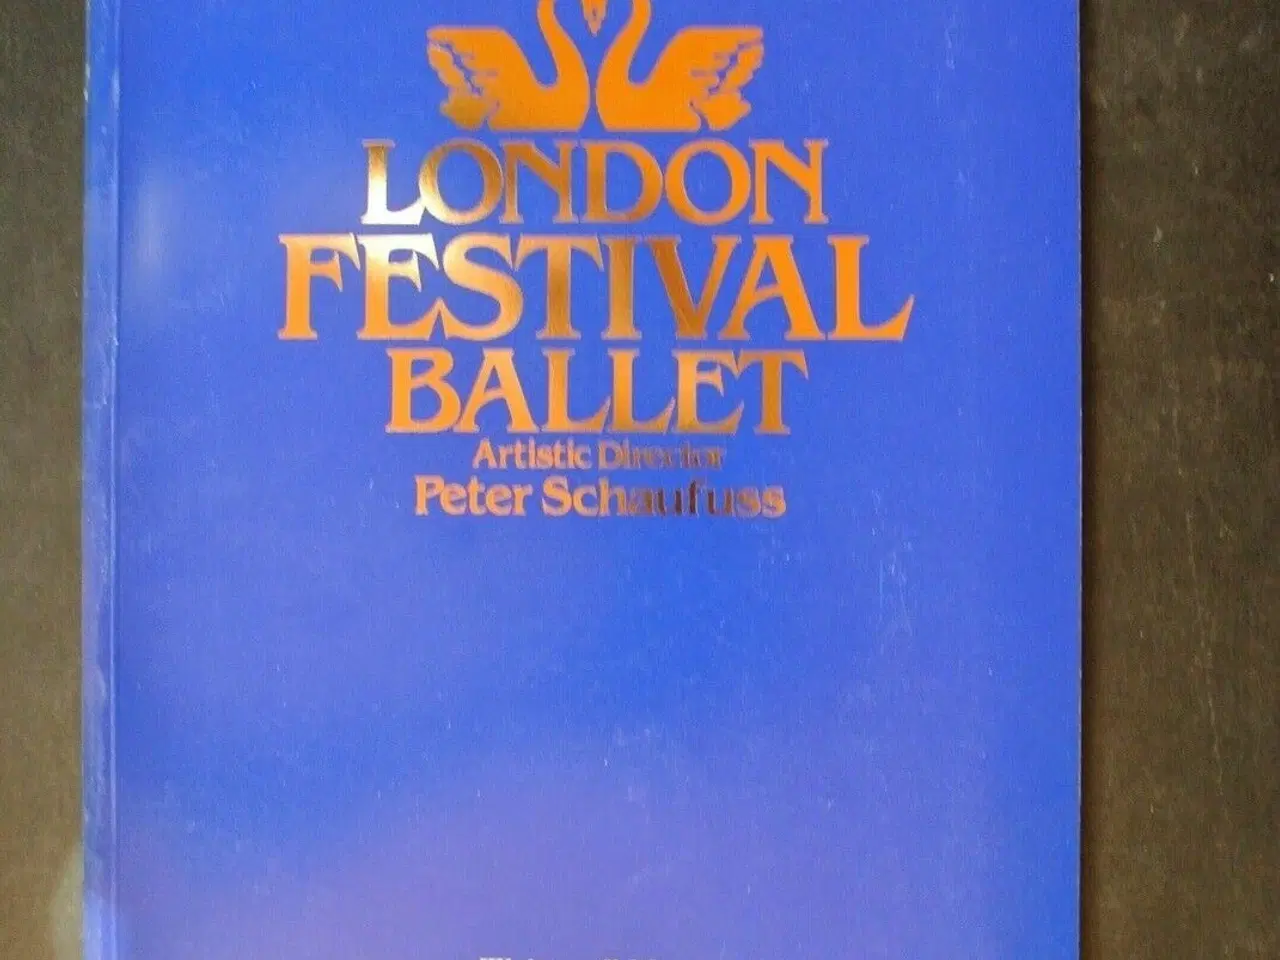 LONDON
FESTIVAL
BALLET
Artistic Director
Peter Schaufuss